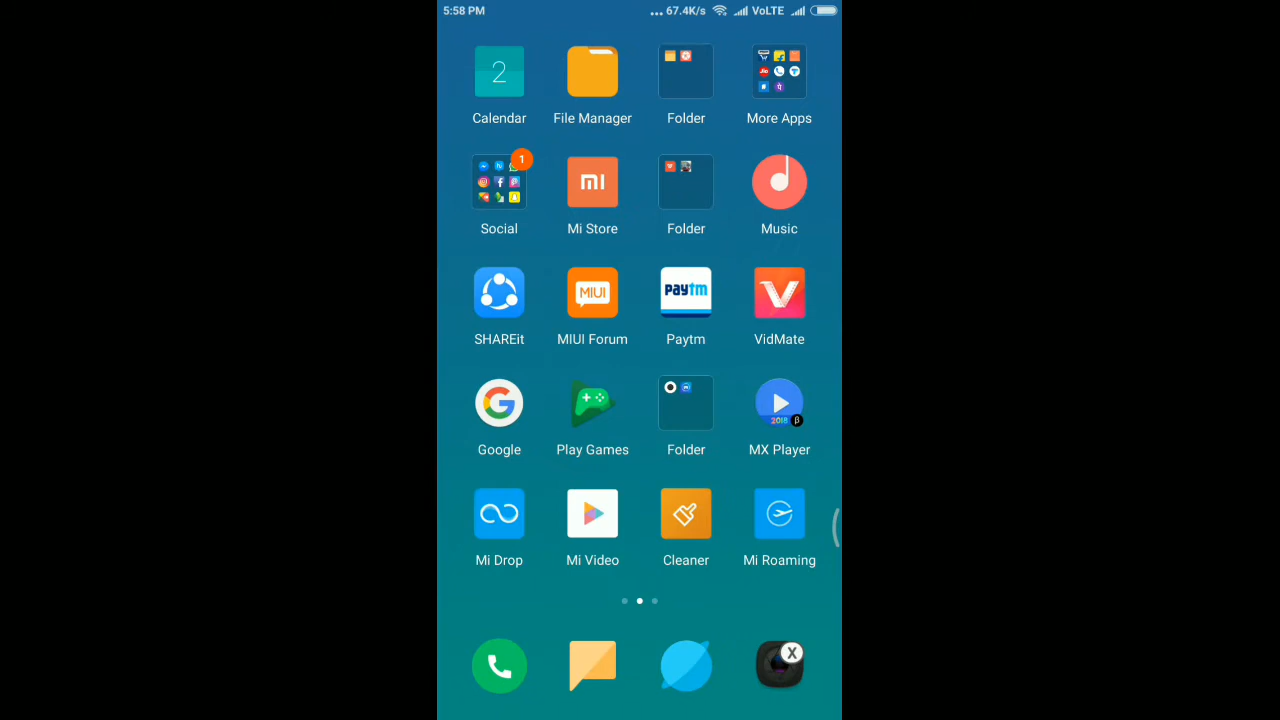 5:58 PM ... 67.4K/s VoLTE
2
Calendar File Manager Folder More Apps
1
mi
Social Mi Store Folder Music
MIUI paytm
SHAREit MIUI Forum Paytm VidMate
G 2018 β
Google Play Games Folder MX Player
Mi Drop Mi Video Cleaner Mi Roaming
X